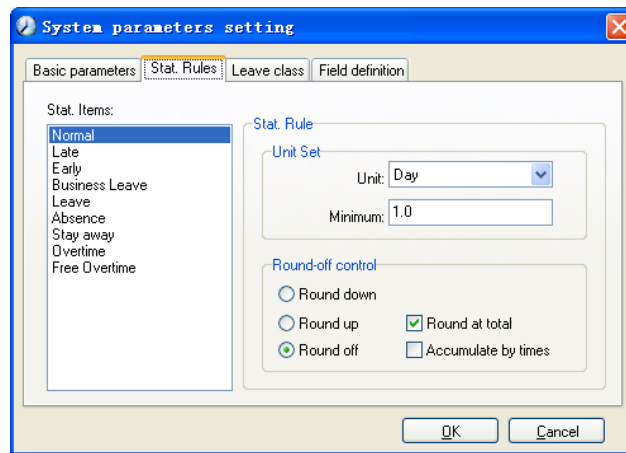 System parameters setting
Basic parameters
Stat. Rules
Leave class
Field definition
Stat. Items:
Normal
Late
Early
Business Leave
Leave
Absence
Stay away
Overtime
Free Overtime
Stat. Rule
Unit Set
Unit: Day
Minimum: 1.0
Round-off control
Round down
Round up
Round at total
Round off
Accumulate by times
OK
Cancel